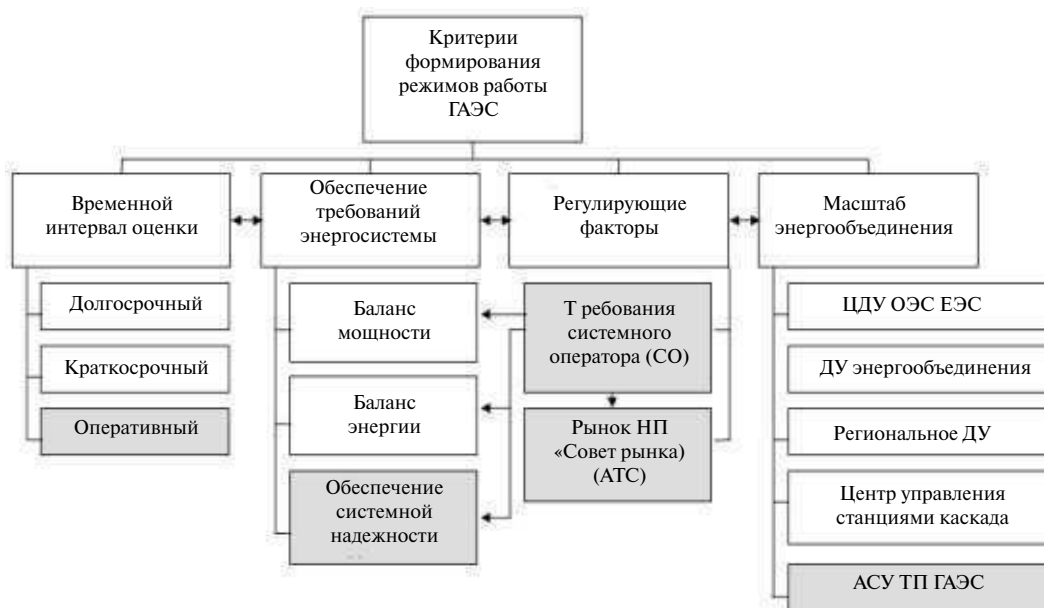 Критерии
формирования
режимов работы
ГАЭС
Временной
интервал оценки
Обеспечение
требований
энергосистемы
Регулирующие
факторы
Масштаб
энергообъединения
Долгосрочный
Краткосрочный
Оперативный
Баланс
мощности
Баланс
энергии
Обеспечение
системной
надежности
Т ребования
системного
оператора (СО)
Рынок НП
«Совет рынка)
(АТС)
ЦДУ ОЭС ЕЭС
ДУ энергообъединения
Региональное ДУ
Центр управления
станциями каскада
АСУ ТП ГАЭС